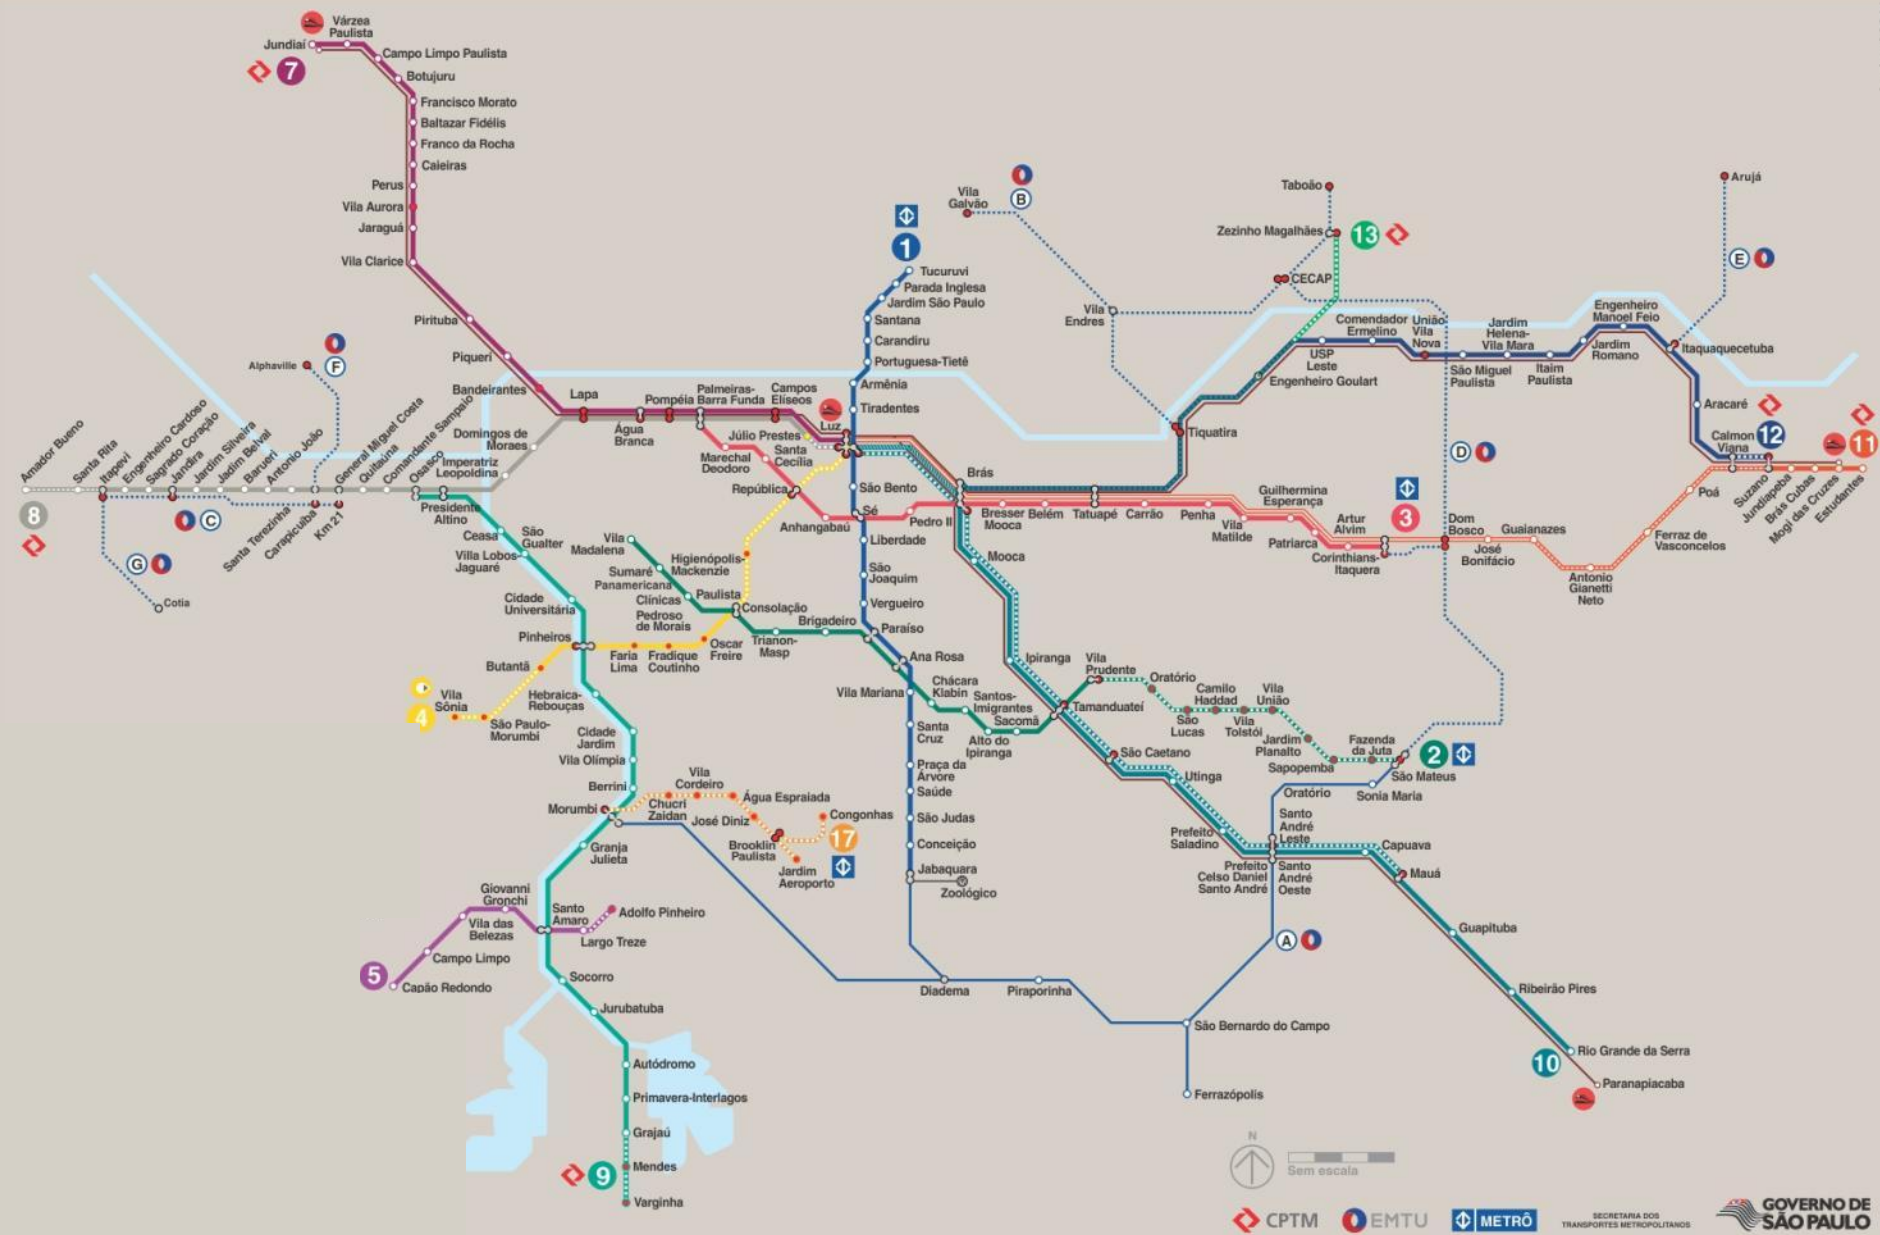 Várzea
Paulista
Jundiaí
7
Campo Limpo Paulista
Botujuru
Francisco Morato
Baltazar Fidélis
Franco da Rocha
Caieiras
Perus
Vila Aurora
Jaraguá
Vila Clarice
Pirituba
Piqueri
Bandeirantes
Lapa
Água
Branca
Pompéia
Palmeiras-
Barra Funda
Campos
Elíseos
Luz
Júlio Prestes
1
Tucuruvi
Parada Inglesa
Jardim São Paulo
Santana
Carandiru
Portuguesa-Tietê
Armênia
Tiradentes
São Bento
Sé
Liberdade
São
Joaquim
Vergueiro
Paraíso
Ana Rosa
Vila Mariana
Santa
Cruz
Praça da
Árvore
Saúde
São Judas
Conceição
Jabaquara
Zoológico
Vila
Galvão
B
Vila
Endres
Taboão
Zezinho Magalhães
13
CECAP
Arujá
E
Tiquatira
Engenheiro Goulart
USP
Leste
Comendador
Ermelino
União
Vila
Nova
São Miguel
Paulista
Jardim
Helena-
Vila Mara
Itaim
Paulista
Jardim
Romano
Engenheiro
Manoel Feio
Itaquaquecetuba
Aracaré
Calmon
Viana
12
11
Suzano
Jundiapeba
Brás Cubas
Mogi das Cruzes
Estudantes
Poá
Ferraz de
Vasconcelos
Antonio
Gianetti
Neto
Guaianazes
José
Bonifácio
Dom
Bosco
D
Alphaville
F
Amador Bueno
Santa Rita
Itapevi
Engenheiro Cardoso
Sagrado Coração
Jandira
Jardim Silveira
Jadim Belval
Barueri
Antonio João
Santa Terezinha
Carapicuíba
Km 21
General Miguel Costa
Quitaúna
Comandante Sampaio
Osasco
Presidente
Altino
Imperatriz
Leopoldina
Domingos de
Moraes
8
C
G
Cotia
Marechal
Deodoro
Santa
Cecília
República
Anhangabaú
Pedro II
Brás
Bresser
Mooca
Belém
Tatuapé
Carrão
Penha
Vila
Matilde
Guilhermina
Esperança
Patriarca
Artur
Alvim
Corinthians-
Itaquera
3
Ceasa
São
Gualter
Villa Lobos
Jaguaré
Cidade
Universitária
Pinheiros
Hebraica-
Rebouças
Cidade
Jardim
Vila Olímpia
Berrini
Morumbi
Granja
Julieta
Santo
Amaro
Socorro
Jurubatuba
Autódromo
Primavera-Interlagos
Grajaú
Mendes
Varginha
9
Vila
Madalena
Sumaré
Panamericana
Clínicas
Higienópolis-
Mackenzie
Paulista
Consolação
Pedroso
de Morais
Oscar
Freire
Fradique
Coutinho
Faria
Lima
Butantã
São Paulo-
Morumbi
Vila
Sônia
4
Trianon-
Masp
Brigadeiro
Chácara
Klabin
Santos-
Imigrantes
Alto do
Ipiranga
Sacomã
Tamanduateí
Vila
Prudente
Oratório
São
Lucas
Camilo
Haddad
Vila
Tolstói
Vila
União
Jardim
Planalto
Sapopemba
Fazenda
da Juta
São Mateus
2
Sonia Maria
Oratório
Mooca
Ipiranga
São Caetano
Utinga
Prefeito
Saladino
Prefeito
Celso Daniel
Santo André
Santo
André
Leste
Santo
André
Oeste
Capuava
Mauá
Guapituba
Ribeirão Pires
Rio Grande da Serra
Paranapiacaba
10
Chucri
Zaidan
Vila
Cordeiro
Água Espraiada
José Diniz
Brooklin
Paulista
Jardim
Aeroporto
Congonhas
17
Giovanni
Gronchi
Vila das
Belezas
Campo Limpo
Capão Redondo
5
Largo Treze
Adolfo Pinheiro
Diadema
Piraporinha
São Bernardo do Campo
Ferrazópolis
A
N
Sem escala
CPTM
EMTU
METRÔ
SECRETARIA DOS
TRANSPORTES METROPOLITANOS
GOVERNO DE
SÃO PAULO